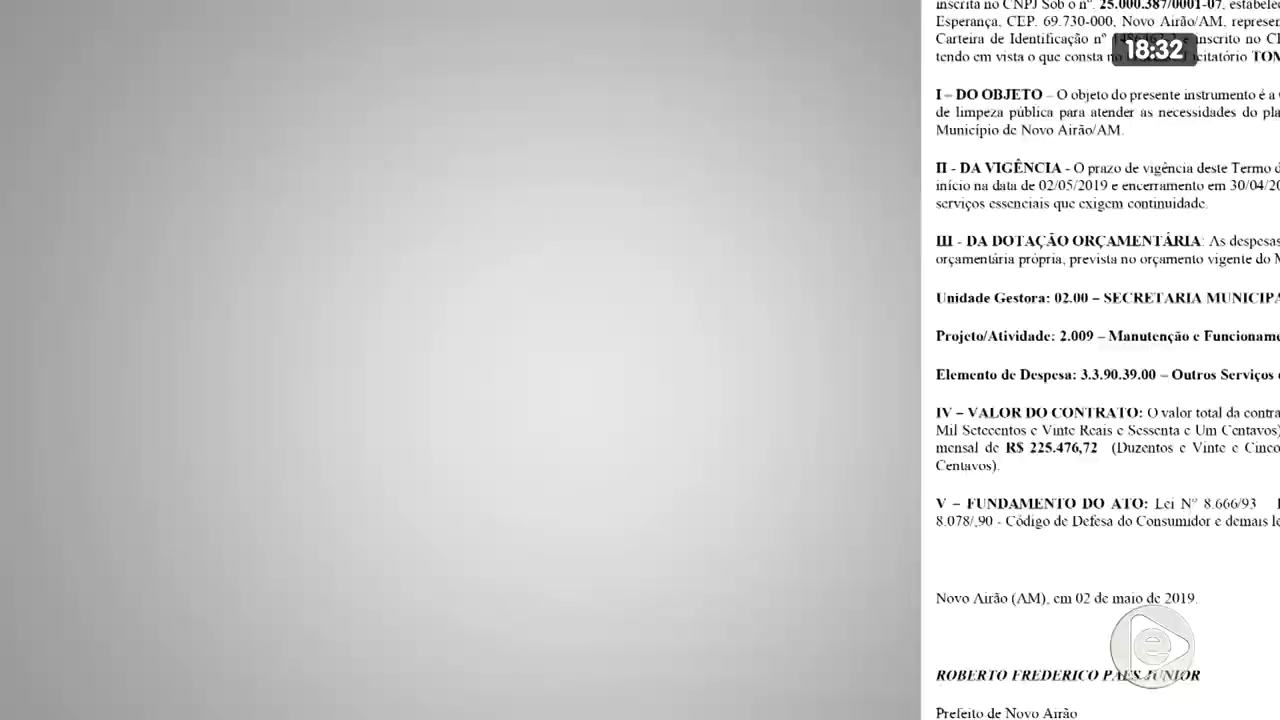 inscrita no CNPJ Sob o nº. 25.000.387/0001-07, estabelec
Esperança, CEP. 69.730-000, Novo Airão/AM, represen
Carteira de Identificação nº inscrito no CP
tendo em vista o que consta no citatório TOM
18:32
I – DO OBJETO – O objeto do presente instrumento é a
de limpeza pública para atender as necessidades do pla
Município de Novo Airão/AM.
II - DA VIGÊNCIA - O prazo de vigência deste Termo d
início na data de 02/05/2019 e encerramento em 30/04/20
serviços essenciais que exigem continuidade.
III - DA DOTAÇÃO ORÇAMENTÁRIA: As despesas
orçamentária própria, prevista no orçamento vigente do M
Unidade Gestora: 02.00 – SECRETARIA MUNICIPA
Projeto/Atividade: 2.009 – Manutenção e Funcioname
Elemento de Despesa: 3.3.90.39.00 – Outros Serviços
IV – VALOR DO CONTRATO: O valor total da contra
Mil Setecentos e Vinte Reais e Sessenta e Um Centavos)
mensal de R$ 225.476,72 (Duzentos e Vinte e Cinco
Centavos).
V – FUNDAMENTO DO ATO: Lei Nº 8.666/93
8.078/.90 - Código de Defesa do Consumidor e demais le
Novo Airão (AM), em 02 de maio de 2019.
e
ROBERTO FREDERICO PAES JUNIOR
Prefeito de Novo Airão